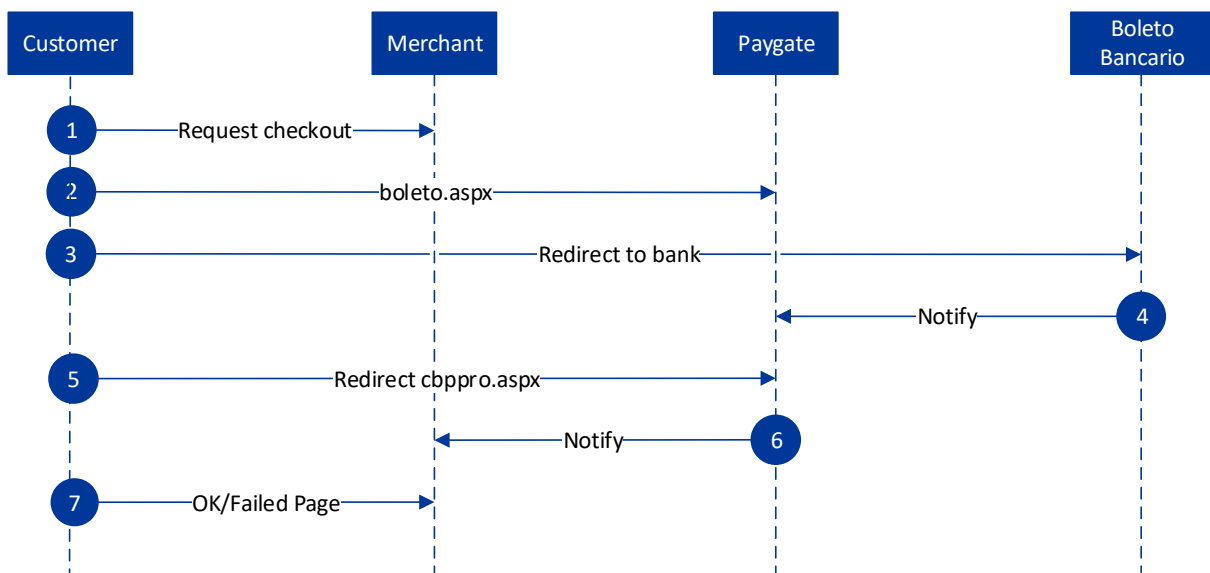 Customer
Merchant
Paygate
Boleto
Bancario
1
Request checkout
2
boleto.aspx
3
Redirect to bank
Notify
4
5
Redirect cbppro.aspx
Notify
6
7
OK/Failed Page